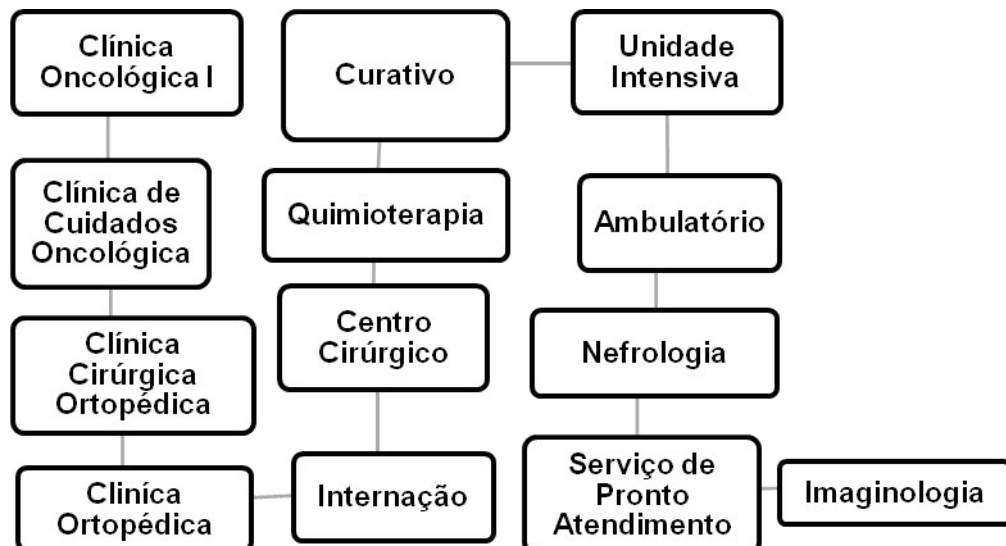 Clínica
Oncológica I
Clínica de
Cuidados
Oncológica
Clínica
Cirúrgica
Ortopédica
Cliníca
Ortopédica
Internação
Centro
Cirúrgico
Quimioterapia
Curativo
Unidade
Intensiva
Ambulatório
Nefrologia
Serviço de
Pronto
Atendimento
Imaginologia